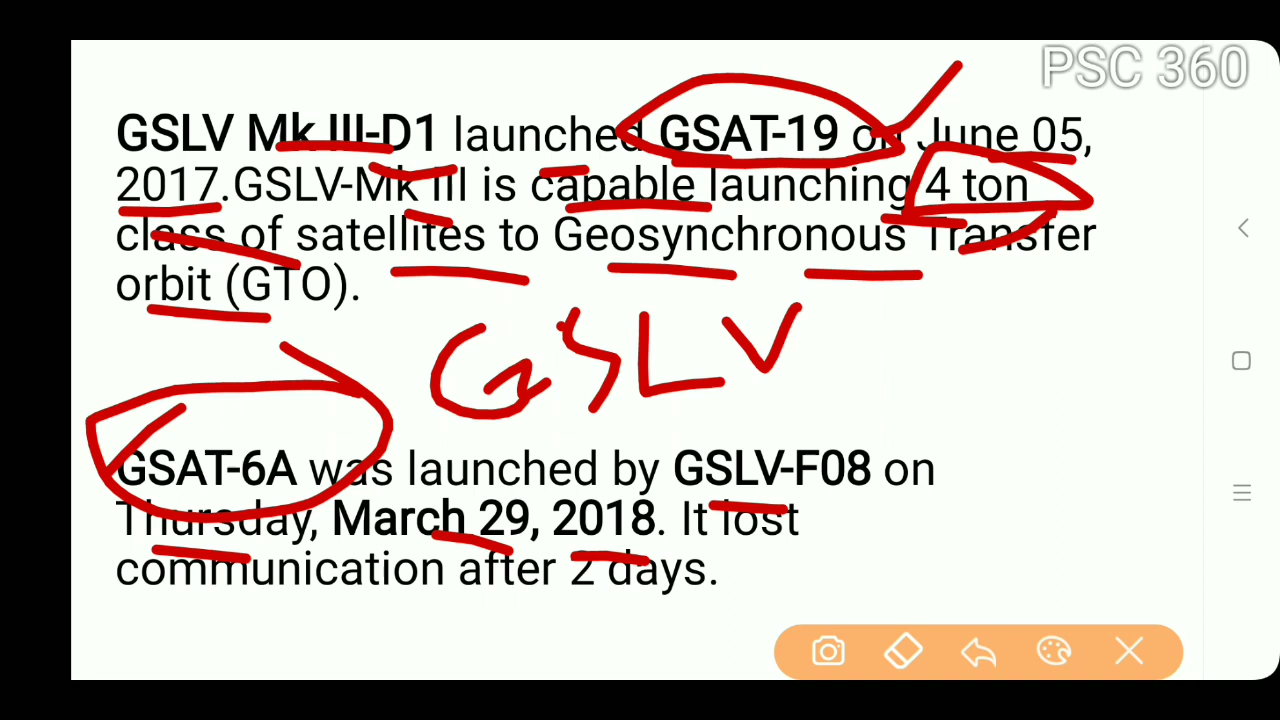 PSC 360
GSLV Mk III-D1 launched GSAT-19 on June 05,
2017.GSLV-Mk III is capable launching 4 ton
class of satellites to Geosynchronous Transfer
orbit (GTO).
GSLV
GSAT-6A was launched by GSLV-F08 on
Thursday, March 29, 2018. It lost
communication after 2 days.